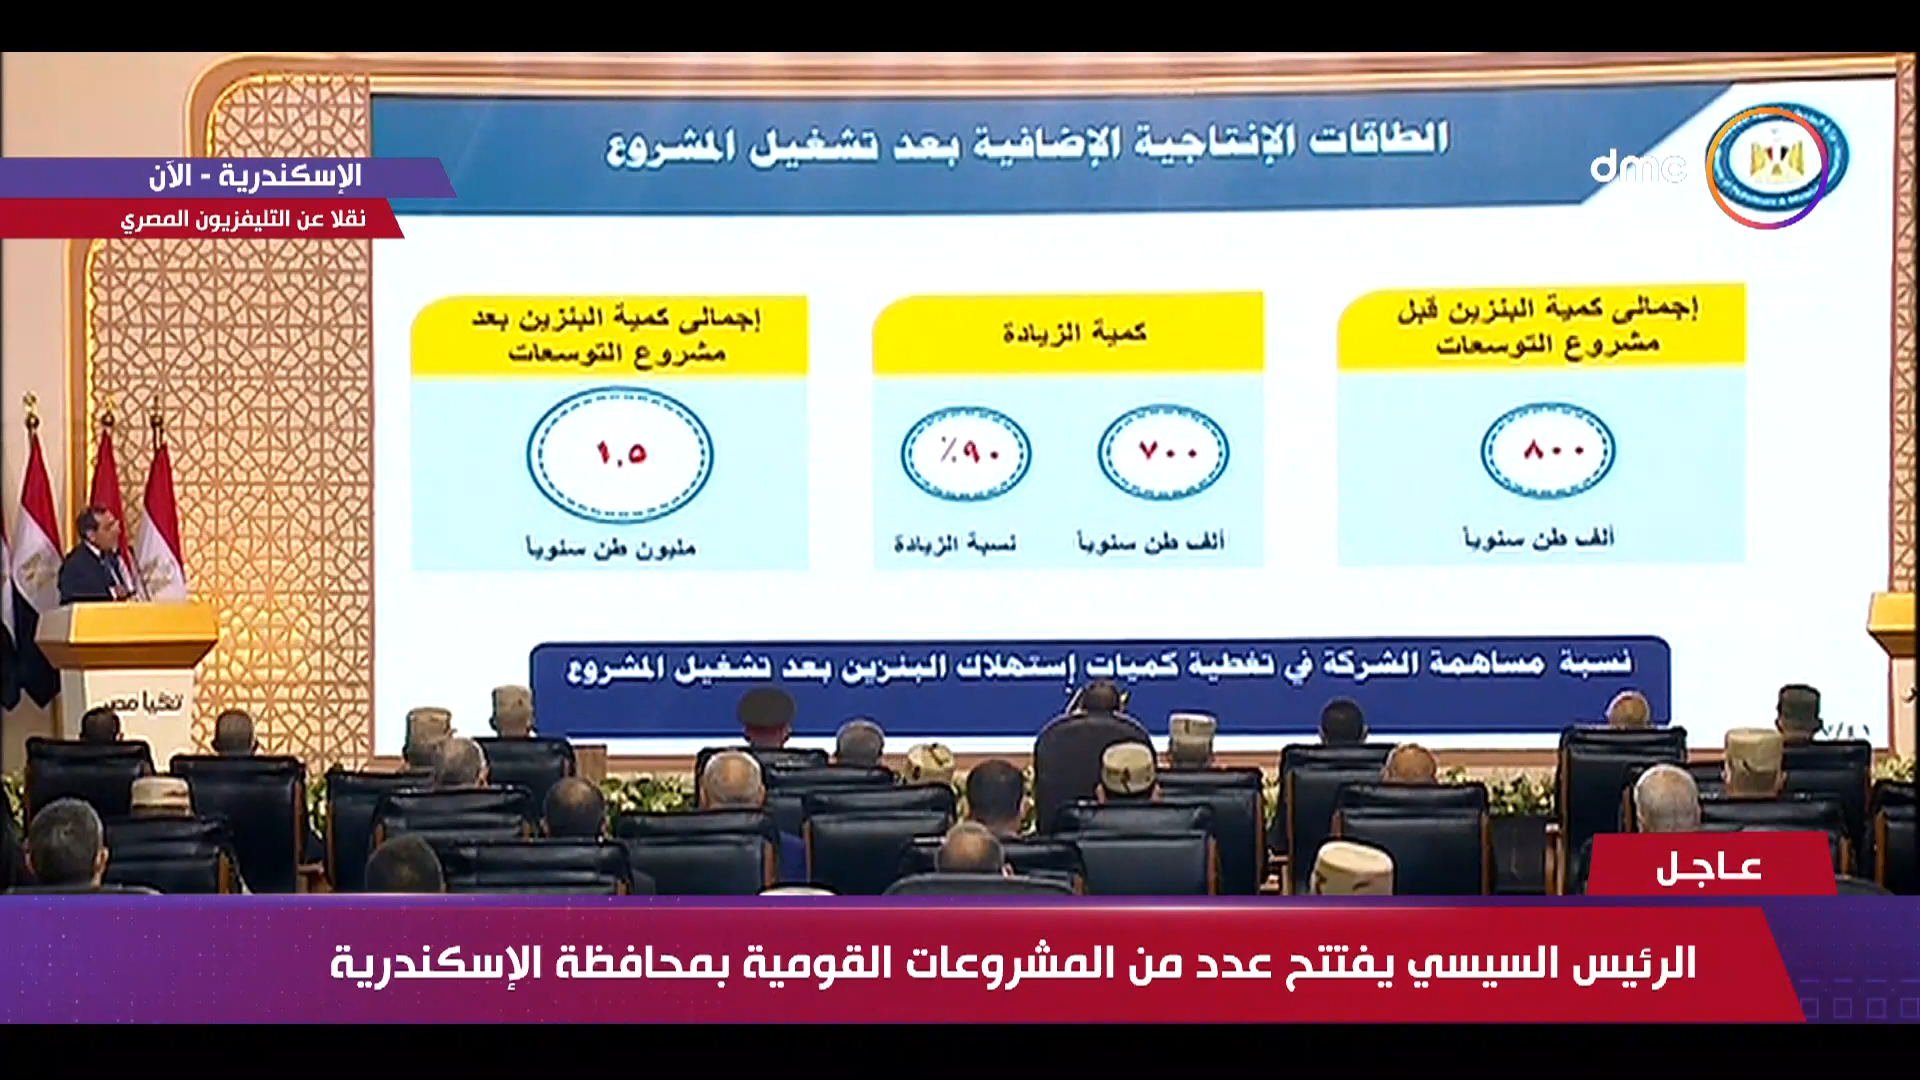 الطاقات الإنتاجية الإضافية بعد تشغيل المشروع
dmc
الإسكندرية - الآن
نقلا عن التليفزيون المصري
إجمالى كمية البنزين قبل
مشروع التوسعات
٨٠٠
ألف طن سنوياً
كمية الزيادة
٧٠٠
ألف طن سنوياً
٩٠٪
نسبة الزيادة
إجمالى كمية البنزين بعد
مشروع التوسعات
١.٥
مليون طن سنوياً
نسبة مساهمة الشركة في تغطية كميات إستهلاك البنزين بعد تشغيل المشروع
تحيا مصر
عاجل
الرئيس السيسي يفتتح عدد من المشروعات القومية بمحافظة الإسكندرية